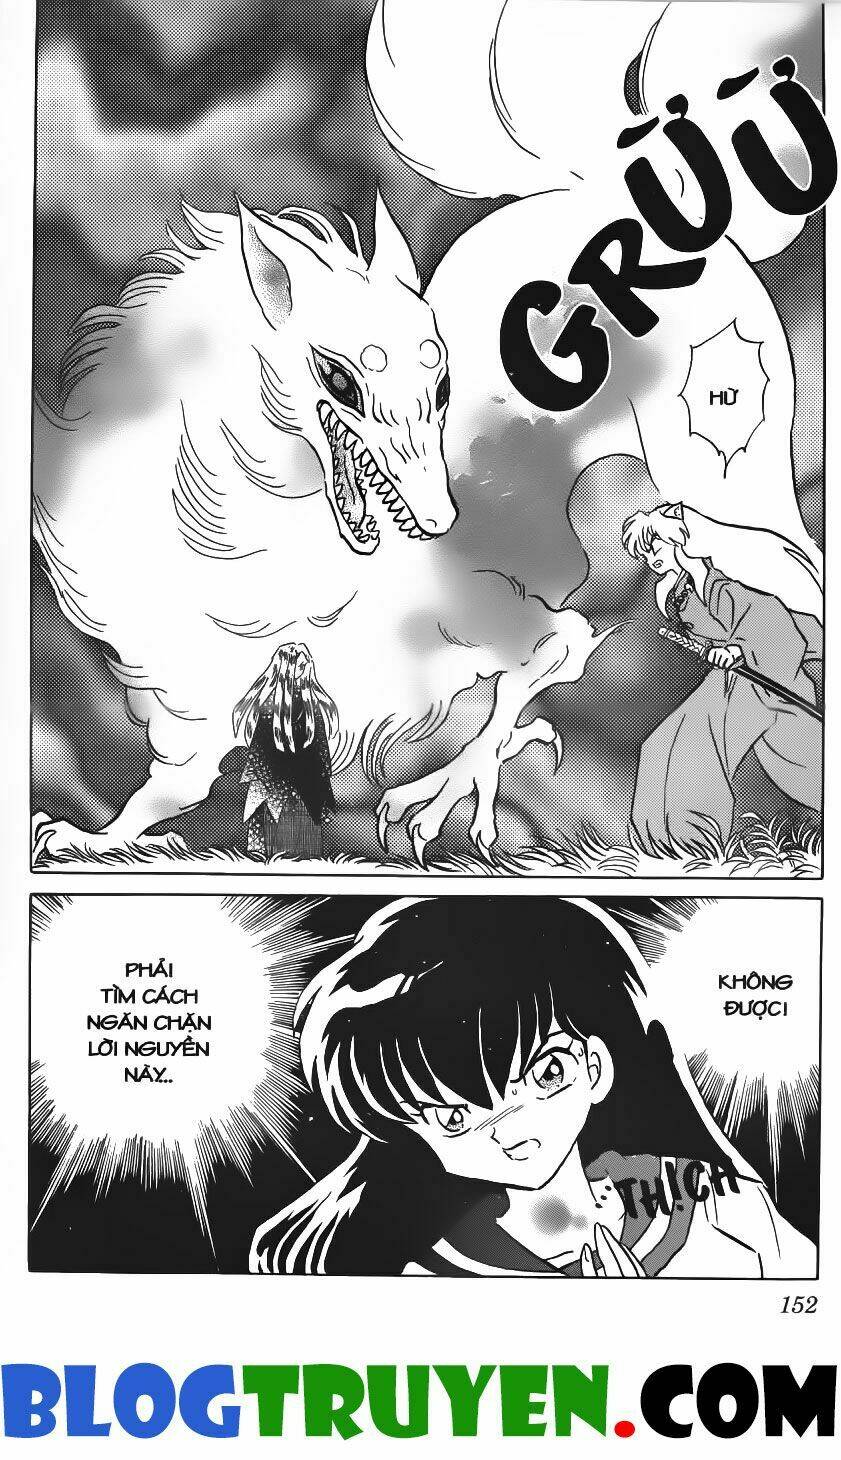 GRỪ Ừ
HỪ
KHÔNG
ĐƯỢC!
PHẢI
TÌM CÁCH
NGĂN CHẶN
LỜI NGUYỀN
NÀY...
THỊCH
152
BLOGTRUYEN.COM